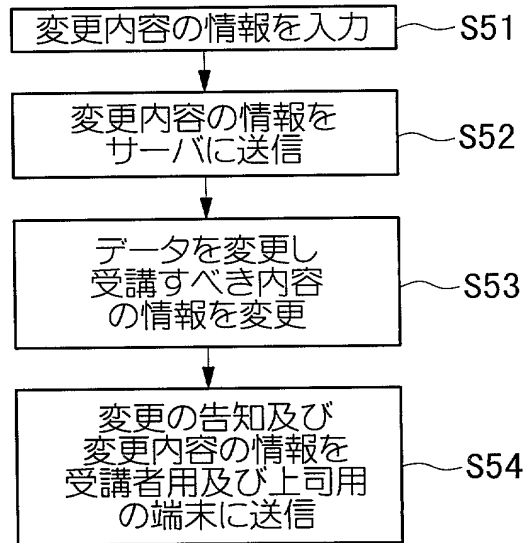 変更内容の情報を入力
S51
変更内容の情報を
サーバに送信
S52
データを変更し
受講すべき内容
の情報を変更
S53
変更の告知及び
変更内容の情報を
受講者用及び上司用
の端末に送信
S54